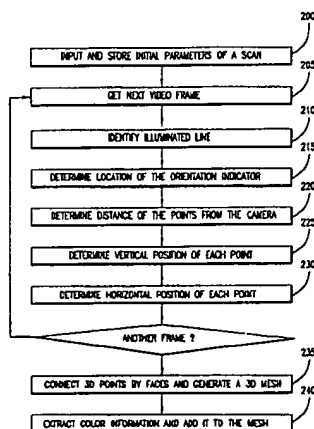 200
INPUT AND STORE INITIAL PARAMETERS OF A SCAN
205
GET NEXT VIDEO FRAME
210
IDENTIFY ILLUMINATED LINE
215
DETERMINE LOCATION OF THE ORIENTATION INDICATOR
220
DETERMINE DISTANCE OF THE POINTS FROM THE CAMERA
225
DETERMINE VERTICAL POSITION OF EACH POINT
230
DETERMINE HORIZONTAL POSITION OF EACH POINT
ANOTHER FRAME ?
235
CONNECT 3D POINTS BY FACES AND GENERATE A 3D MESH
240
EXTRACT COLOR INFORMATION AND ADD IT TO THE MESH